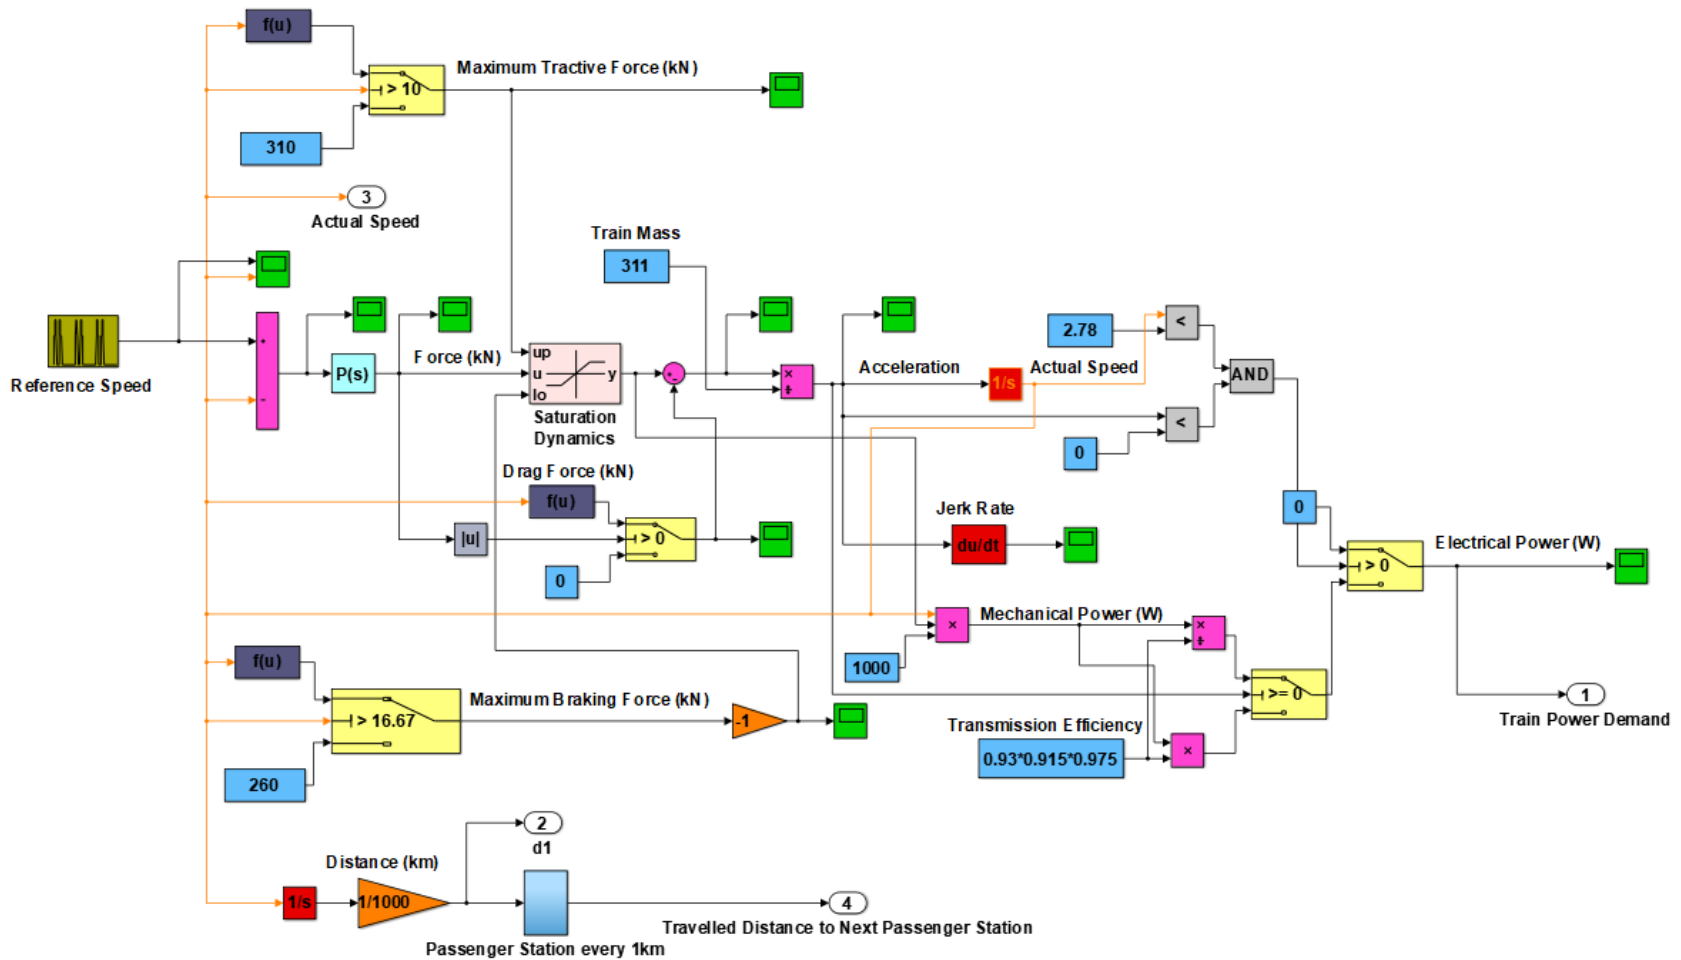 f(u)
> 10
Maximum Tractive Force (kN)
310
3
Actual Speed
Train Mass
311
Reference Speed
+
-
P(s)
Force (kN)
up
u
lo
y
Saturation
Dynamics
+
-
×
÷
Acceleration
1/s
Actual Speed
2.78
<
AND
<
0
Drag Force (kN)
f(u)
|u|
> 0
0
Jerk Rate
du/dt
0
> 0
Electrical Power (W)
×
1000
Mechanical Power (W)
×
÷
>= 0
1
Train Power Demand
f(u)
> 16.67
Maximum Braking Force (kN)
-1
260
Transmission Efficiency
0.93*0.915*0.975
×
2
d1
Distance (km)
1/s
1/1000
Passenger Station every 1km
4
Travelled Distance to Next Passenger Station